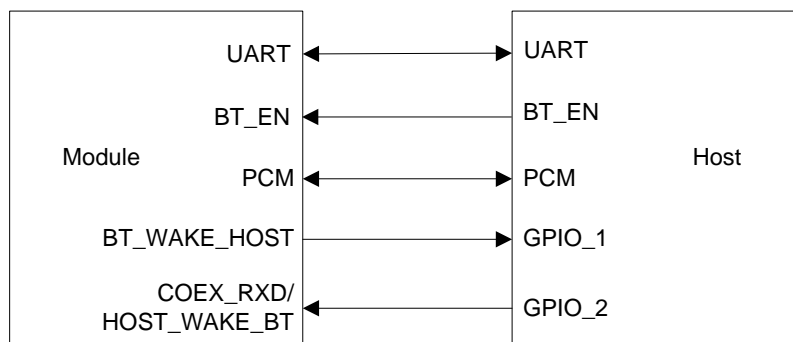 UART UART
BT_EN BT_EN
Module Host
PCM PCM
BT_WAKE_HOST GPIO_1
COEX_RXD/
HOST_WAKE_BT GPIO_2